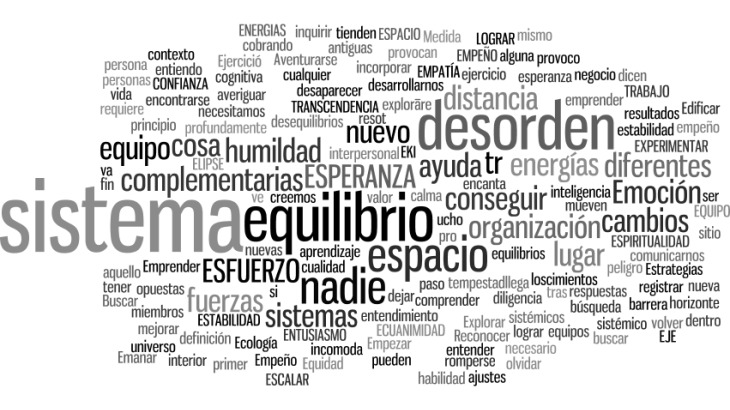 ENERGIAS inquirir tienden ESPACIO Medida LOGRAR mismo
cobrando antiguas provocan EMPEÑO alguna provoco
persona contexto Ejercició Aventurarse incorporar EMPATÍA ejercicio esperanza negocio dicen
personas entiendo cognitiva cualquier desarrollarnos
vida CONFIANZA averiguar desaparecer distancia emprender TRABAJO
requiere encontrarse necesitamos TRANSCENDENCIA exploraře resultados Edificar
principio profundamente desequilibrios resot nuevo desorden estabilidad empeño
equipo cosa humildad interpersonal EKI EXPERIMENTAR
va ELIPSE ayuda tr energías diferentes
fin complementarias ESPERANZA encanta inteligencia Emoción ser
ve creemos valor calma conseguir mueven EQUIPO
sistema equilibrio ucho organización cambios sitio
pro ESPIRITUALIDAD
nuevas aprendizaje espacio equilibrios lugar comunicarnos
aquello Emprender ESFUERZO cualidad peligro Estrategias
tener opuestas nadie paso tempestadllega loscimientos registrar nueva
Buscar fuerzas si dejar comprender diligencia tras respuestas barrera horizonte
miembros ESTABILIDAD sistemas entendimiento búsqueda
mejorar ENTUSIASMO ECUANIMIDAD Explorar sistémicos sistémico volver dentro
universo definición Ecología incomoda Empezar Reconocer lograr equipos buscar EJE
Emanar interior primer Empeño Equidad pueden entender necesario
romperse olvidar
ESCALAR habilidad ajustes